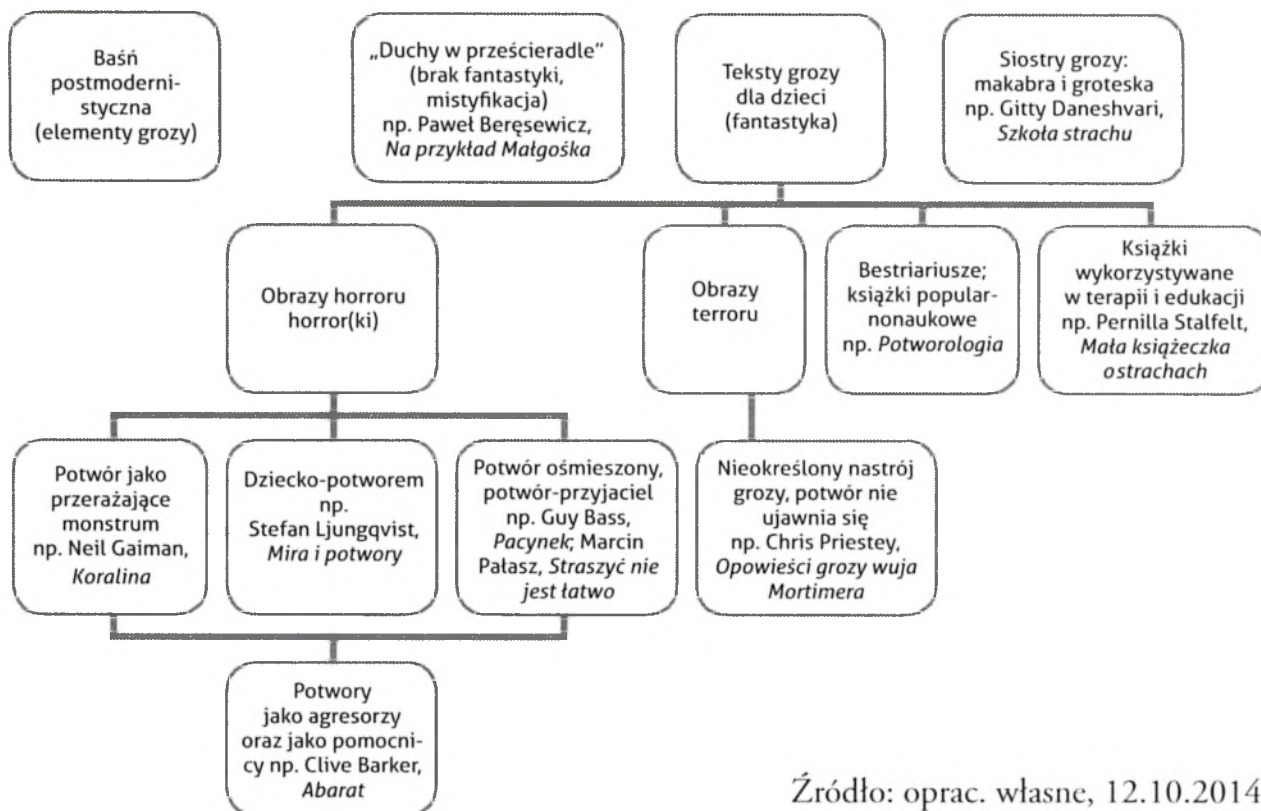 Baśń
postmoderni-
styczna
(elementy grozy)
„Duchy w prześcieradle”
(brak fantastyki,
mistyfikacja)
np. Paweł Beręsewicz,
Na przykład Małgośka
Teksty grozy
dla dzieci
(fantastyka)
Siostry grozy:
makabra i groteska
np. Gitty Daneshvari,
Szkoła strachu
Obrazy horroru
horror(ki)
Obrazy
terroru
Bestriariusze;
książki popular-
nonaukowe
np. Potworologia
Książki
wykorzystywane
w terapii i edukacji
np. Pernilla Stalfelt,
Mała książeczka
o strachach
Potwór jako
przerażające
monstrum
np. Neil Gaiman,
Koralina
Dziecko-potworem
np.
Stefan Ljungqvist,
Mira i potwory
Potwór ośmieszony,
potwór-przyjaciel
np. Guy Bass,
Pacynek; Marcin
Pałasz, Straszyć nie
jest łatwo
Nieokreślony nastrój
grozy, potwór nie
ujawnia się
np. Chris Priestey,
Opowieści grozy wuja
Mortimera
Potwory
jako agresorzy
oraz jako pomocni-
cy np. Clive Barker,
Abarat
Źródło: oprac. własne, 12.10.2014